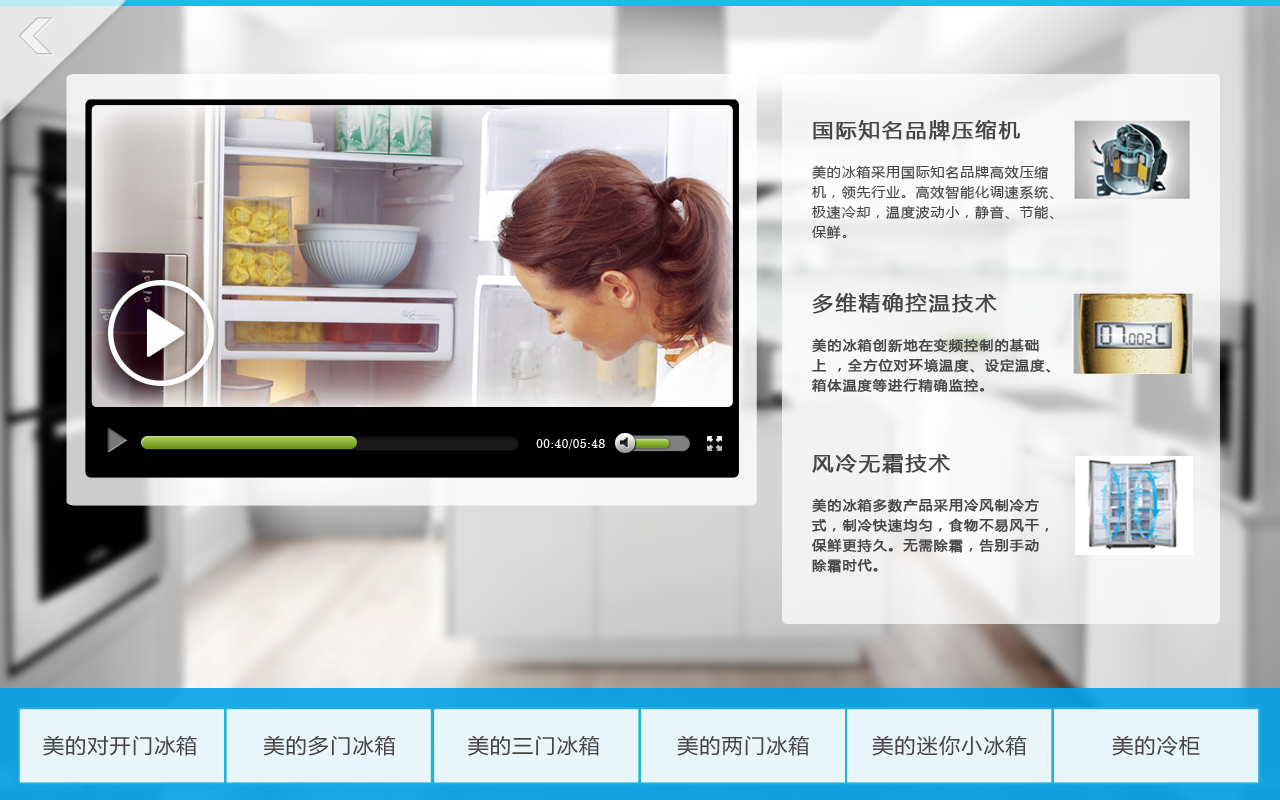 国际知名品牌压缩机
美的冰箱采用国际知名品牌高效压缩
机，领先行业。高效智能化调速系统、
极速冷却，温度波动小，静音、节能、
保鲜。
多维精确控温技术
美的冰箱创新地在变频控制的基础
上 ，全方位对环境温度、设定温度、
箱体温度等进行精确监控。
07.002℃
风冷无霜技术
美的冰箱多数产品采用冷风制冷方
式，制冷快速均匀，食物不易风干，
保鲜更持久。无需除霜，告别手动
除霜时代。
00:40/05:48
美的对开门冰箱
美的多门冰箱
美的三门冰箱
美的两门冰箱
美的迷你小冰箱
美的冷柜